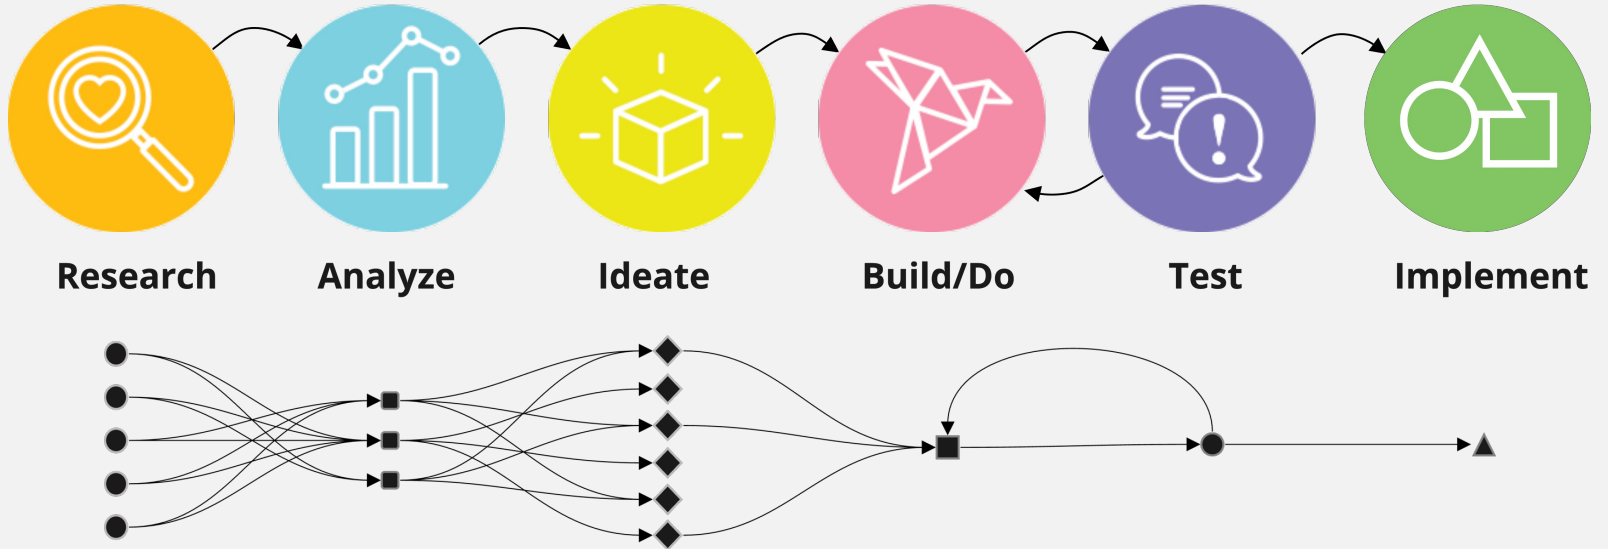 Research
Analyze
Ideate
Build/Do
Test
Implement